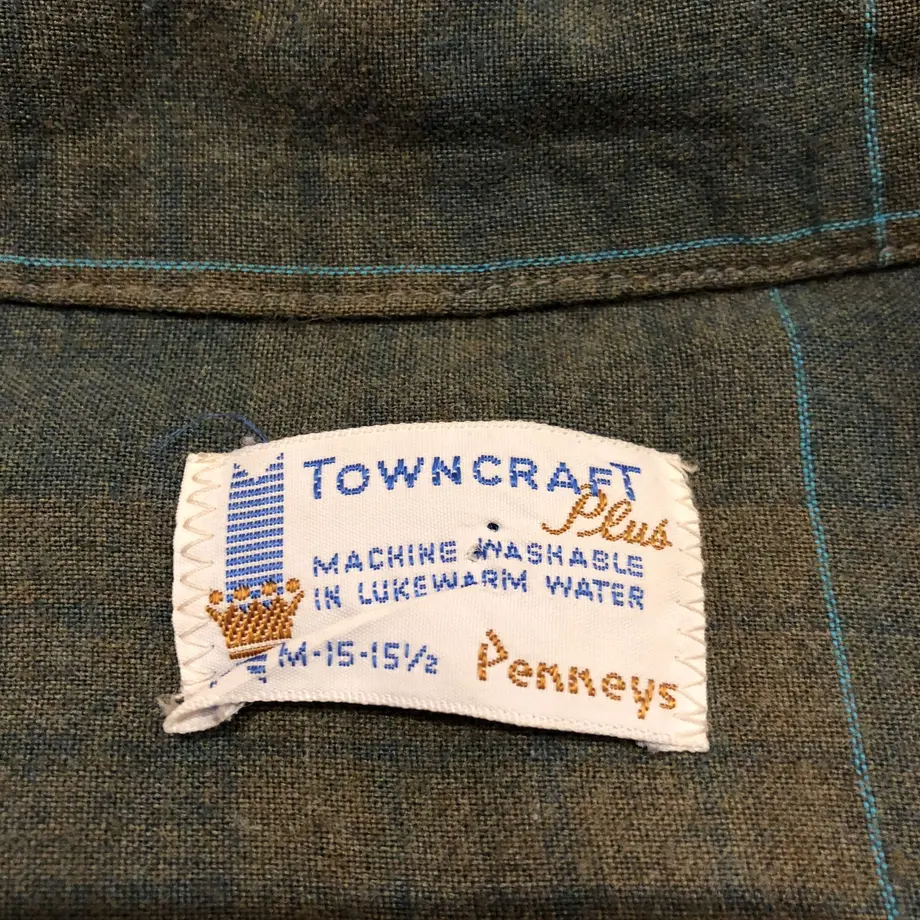 TOWNCRAFT
Plus
MACHINE WASHABLE
IN LUKEWARM WATER
M-15-15½
Penneys